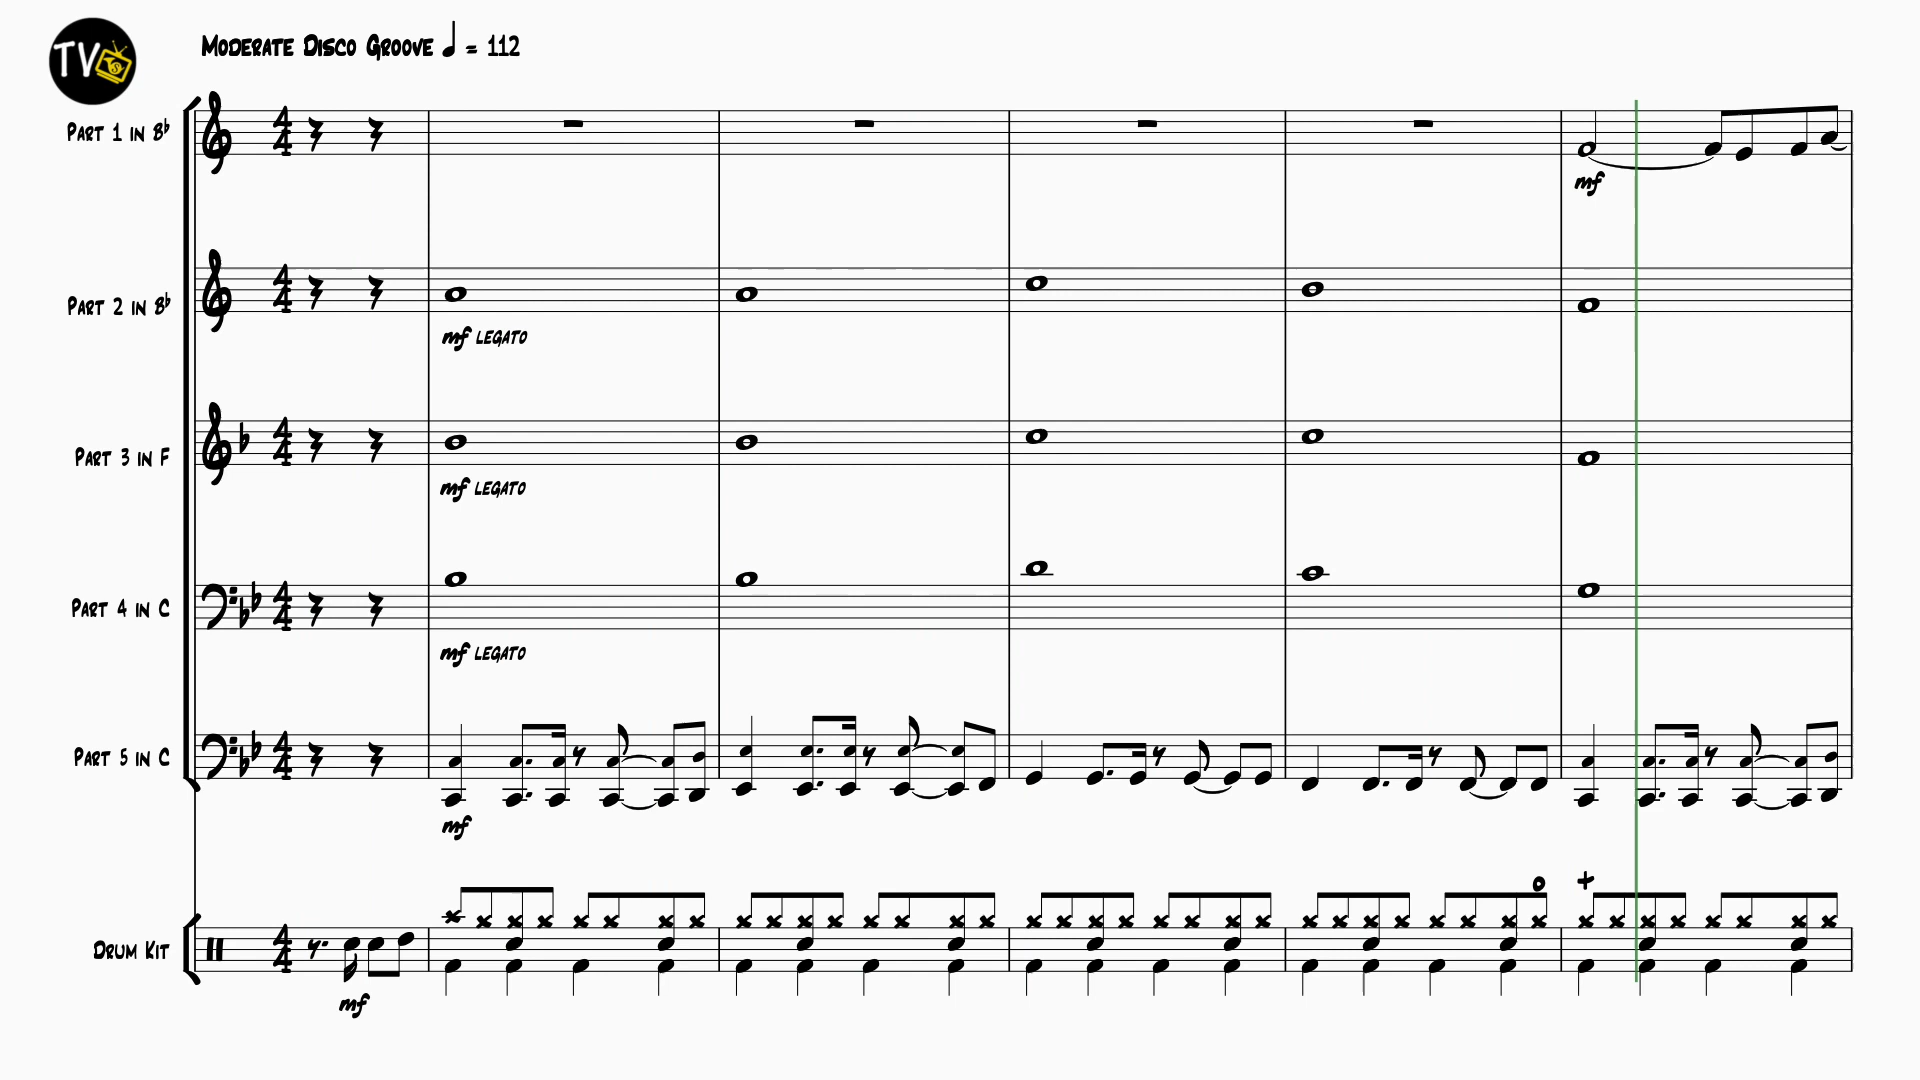 TV
Moderate Disco Groove ♩ = 112
Part 1 in B♭
mf
Part 2 in B♭
mf legato
Part 3 in F
mf legato
Part 4 in C
mf legato
Part 5 in C
mf
Drum Kit
mf